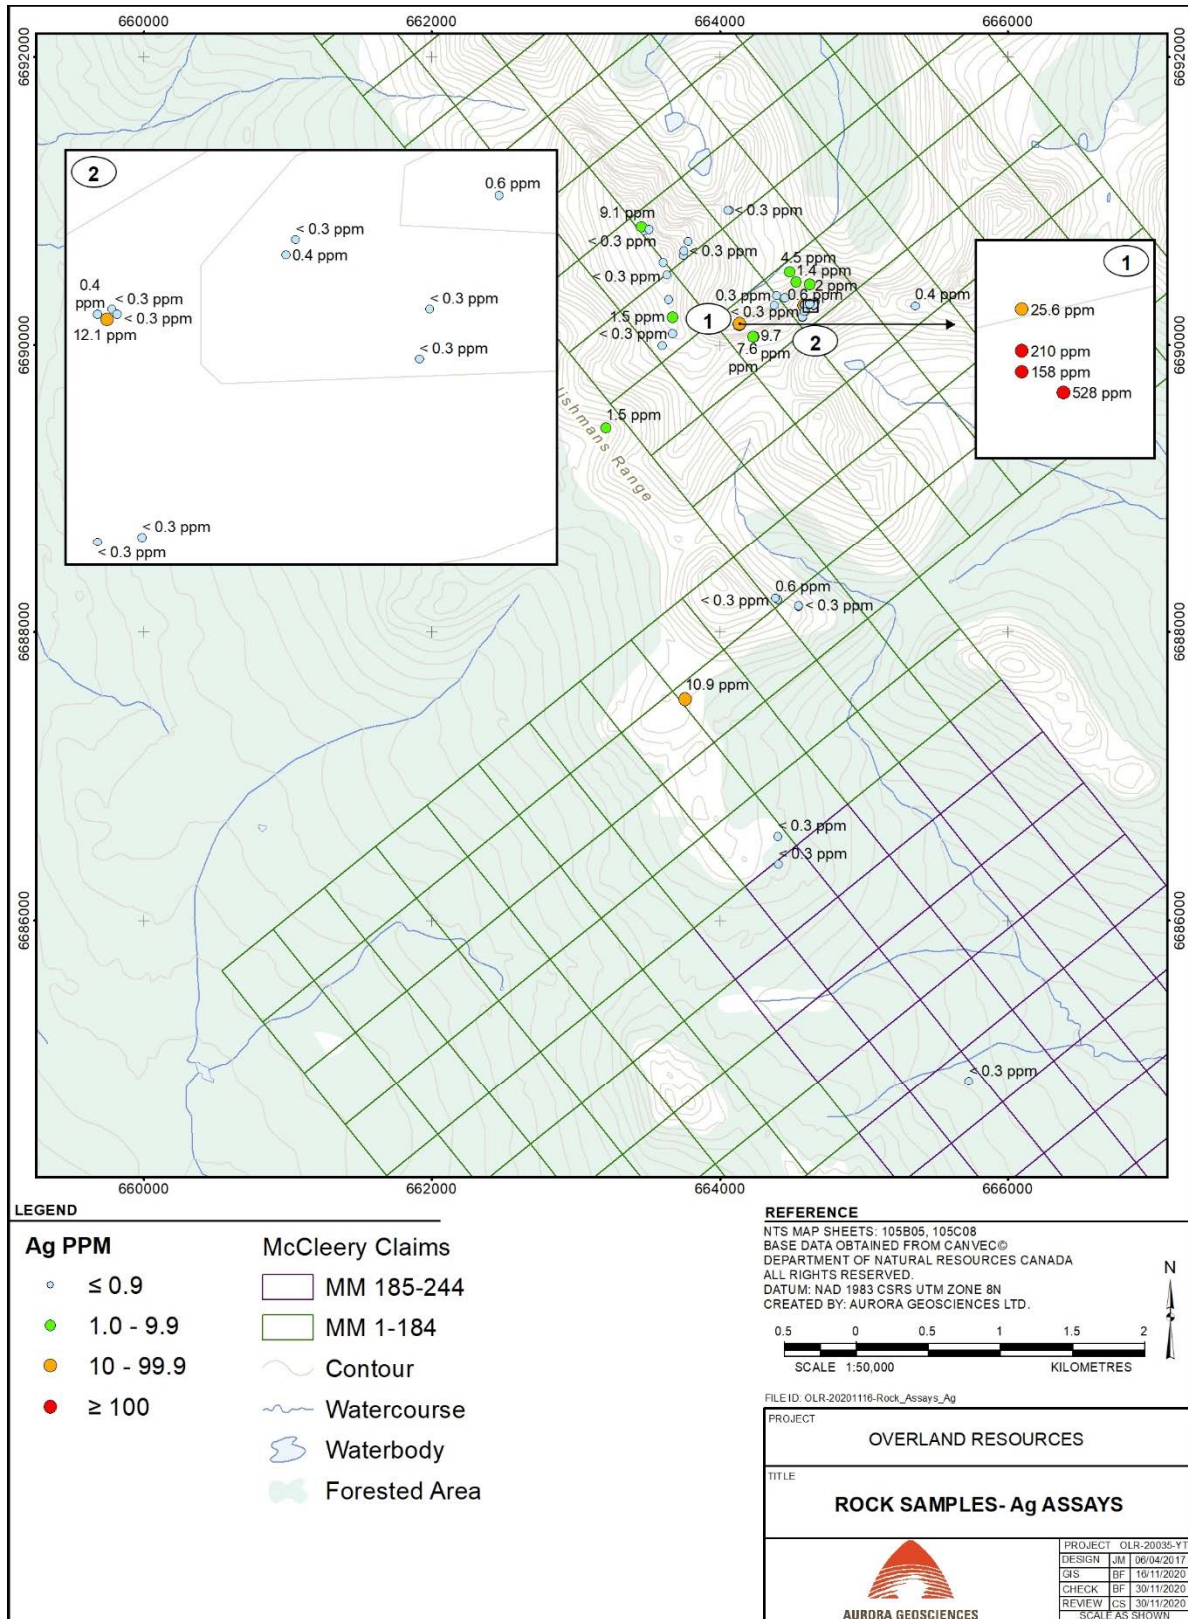 660000
662000
664000
666000
6692000
6692000
2
0.6 ppm
< 0.3 ppm
0.4 ppm
0.4
ppm
< 0.3 ppm
< 0.3 ppm
12.1 ppm
< 0.3 ppm
< 0.3 ppm
< 0.3 ppm
< 0.3 ppm
9.1 ppm
< 0.3 ppm
< 0.3 ppm
< 0.3 ppm
< 0.3 ppm
4.5 ppm
1.4 ppm
2 ppm
0.3 ppm
0.6 ppm
0.4 ppm
1.5 ppm
< 0.3 ppm
< 0.3 ppm
1
2
9.7
ppm
7.6
ppm
1
25.6 ppm
210 ppm
158 ppm
528 ppm
6690000
6690000
1.5 ppm
lishmans Range
0.6 ppm
< 0.3 ppm
< 0.3 ppm
6688000
6688000
10.9 ppm
< 0.3 ppm
< 0.3 ppm
6686000
6686000
< 0.3 ppm
660000
662000
664000
666000
LEGEND
Ag PPM
≤ 0.9
1.0 - 9.9
10 - 99.9
≥ 100
McCleery Claims
MM 185-244
MM 1-184
Contour
Watercourse
Waterbody
Forested Area
REFERENCE
NTS MAP SHEETS: 105B05, 105C08
BASE DATA OBTAINED FROM CANVEC©
DEPARTMENT OF NATURAL RESOURCES CANADA
ALL RIGHTS RESERVED.
DATUM: NAD 1983 CSRS UTM ZONE 8N
CREATED BY: AURORA GEOSCIENCES LTD.
N
0.5 0 0.5 1 1.5 2
SCALE 1:50,000 KILOMETRES
FILE ID: OLR-20201116-Rock_Assays_Ag
PROJECT
OVERLAND RESOURCES
TITLE
ROCK SAMPLES- Ag ASSAYS
AURORA GEOSCIENCES
PROJECT OLR-20035-YT
DESIGN JM 06/04/2017
GIS BF 16/11/2020
CHECK BF 30/11/2020
REVIEW CS 30/11/2020
SCALE AS SHOWN